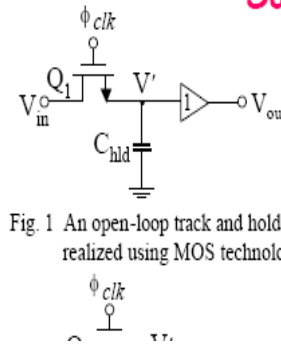 ϕclk
Q1
V'
Vin
1
Vou
Chld
Fig. 1 An open-loop track and hold
realized using MOS technolo
ϕclk